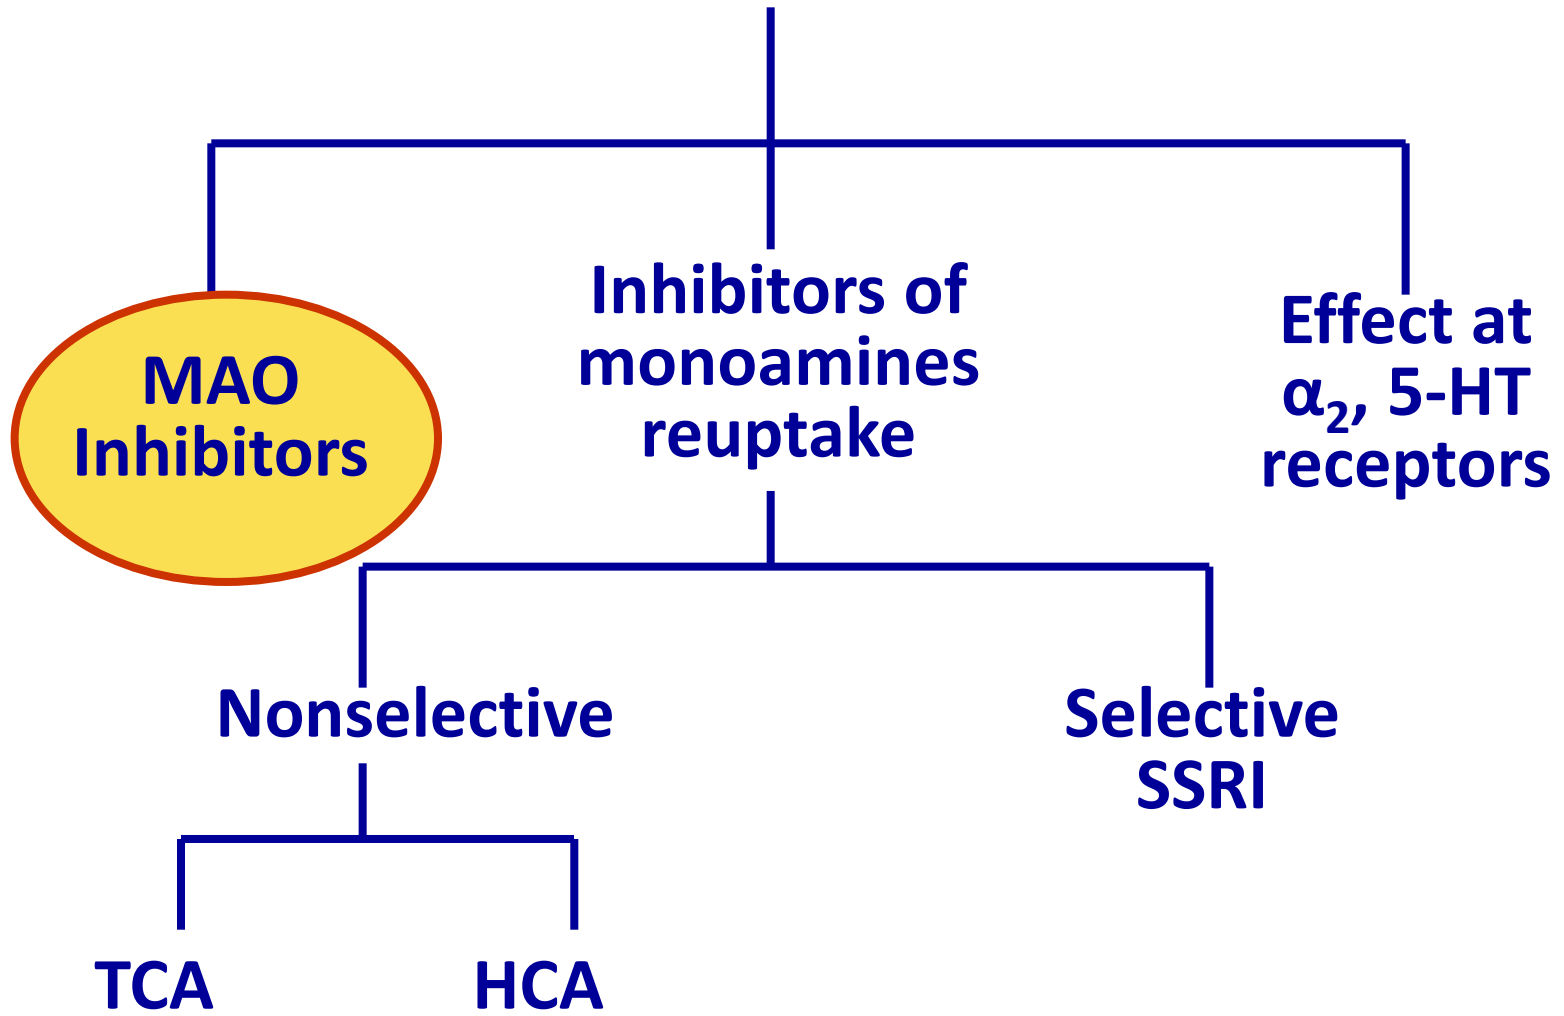 MAO
Inhibitors
Inhibitors of
monoamines
reuptake
Effect at
α₂, 5-HT
receptors
Nonselective
Selective
SSRI
TCA
HCA